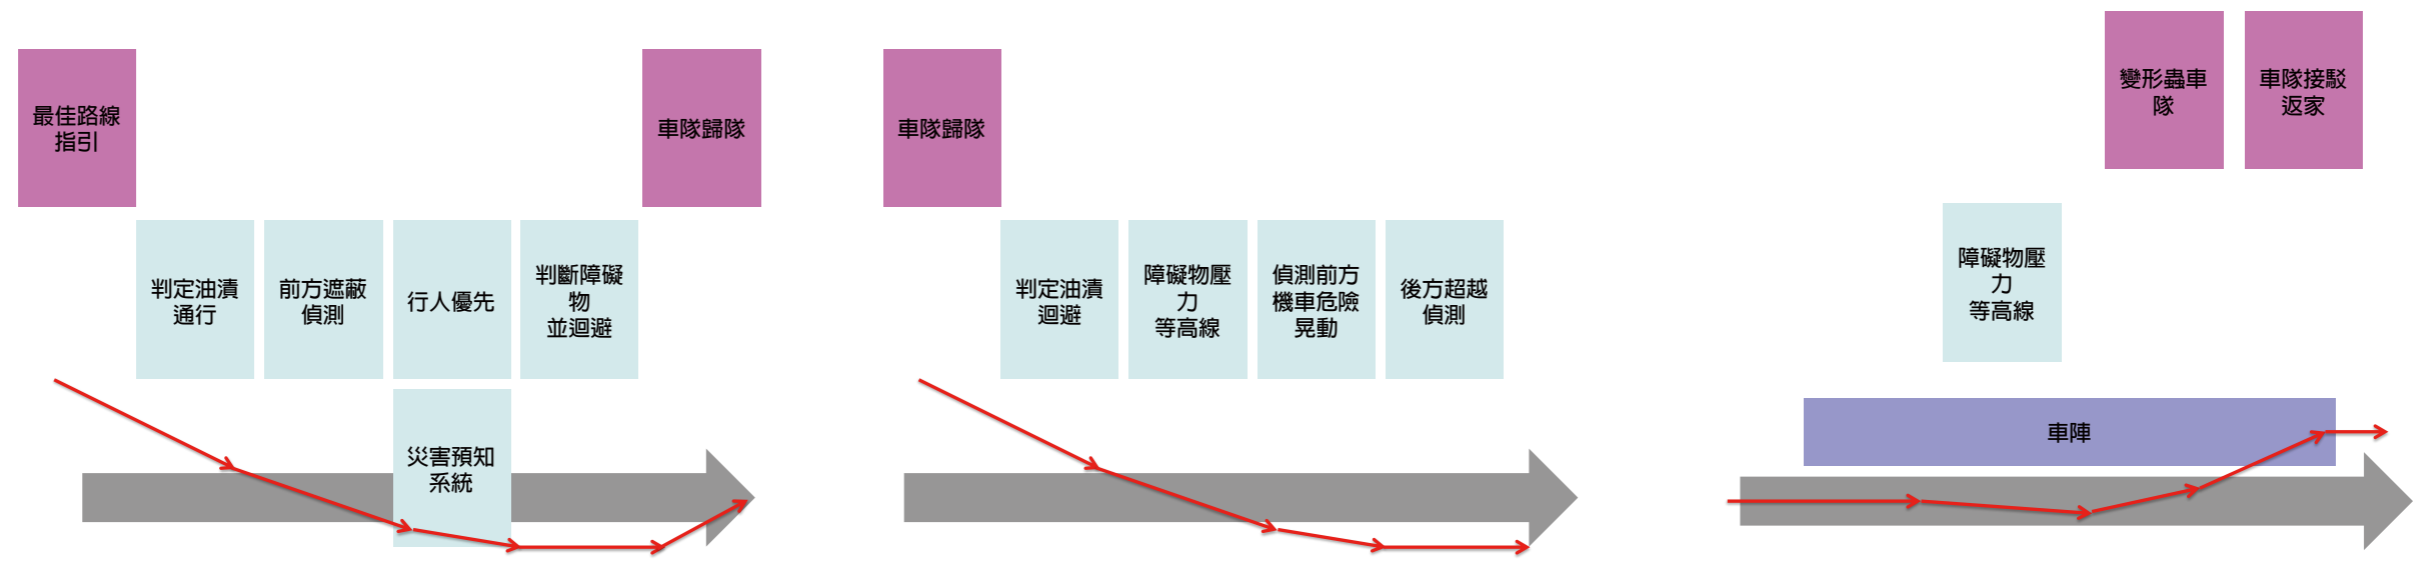 最佳路線
指引
車隊歸隊
判定油漬
通行
前方遮蔽
偵測
行人優先
判斷障礙
物
並迴避
災害預知
系統
車隊歸隊
判定油漬
迴避
障礙物壓
力
等高線
偵測前方
機車危險
晃動
後方超越
偵測
變形蟲車
隊
車隊接駁
返家
障礙物壓
力
等高線
車陣